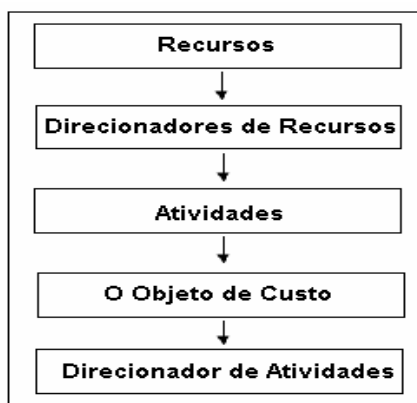 Recursos
Direcionadores de Recursos
Atividades
O Objeto de Custo
Direcionador de Atividades